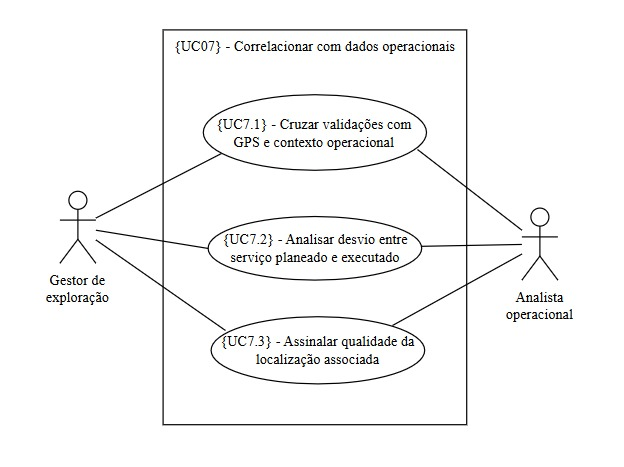 {UC07} - Correlacionar com dados operacionais
{UC7.1} - Cruzar validações com
GPS e contexto operacional
{UC7.2} - Analisar desvio entre
serviço planeado e executado
Gestor de
exploração
Analista
operacional
{UC7.3} - Assinalar qualidade da
localização associada